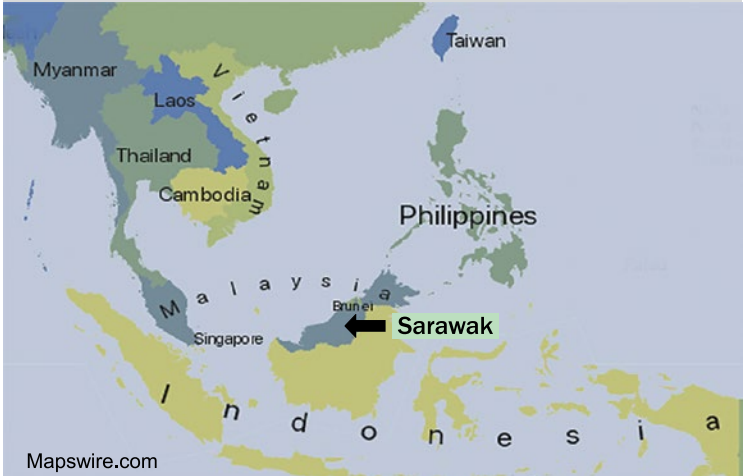 Taiwan
Myanmar
Laos
Vietnam
Thailand
Cambodia
Philippines
Malaysia
Brunei
Singapore
Sarawak
Indonesia
Mapswire.com